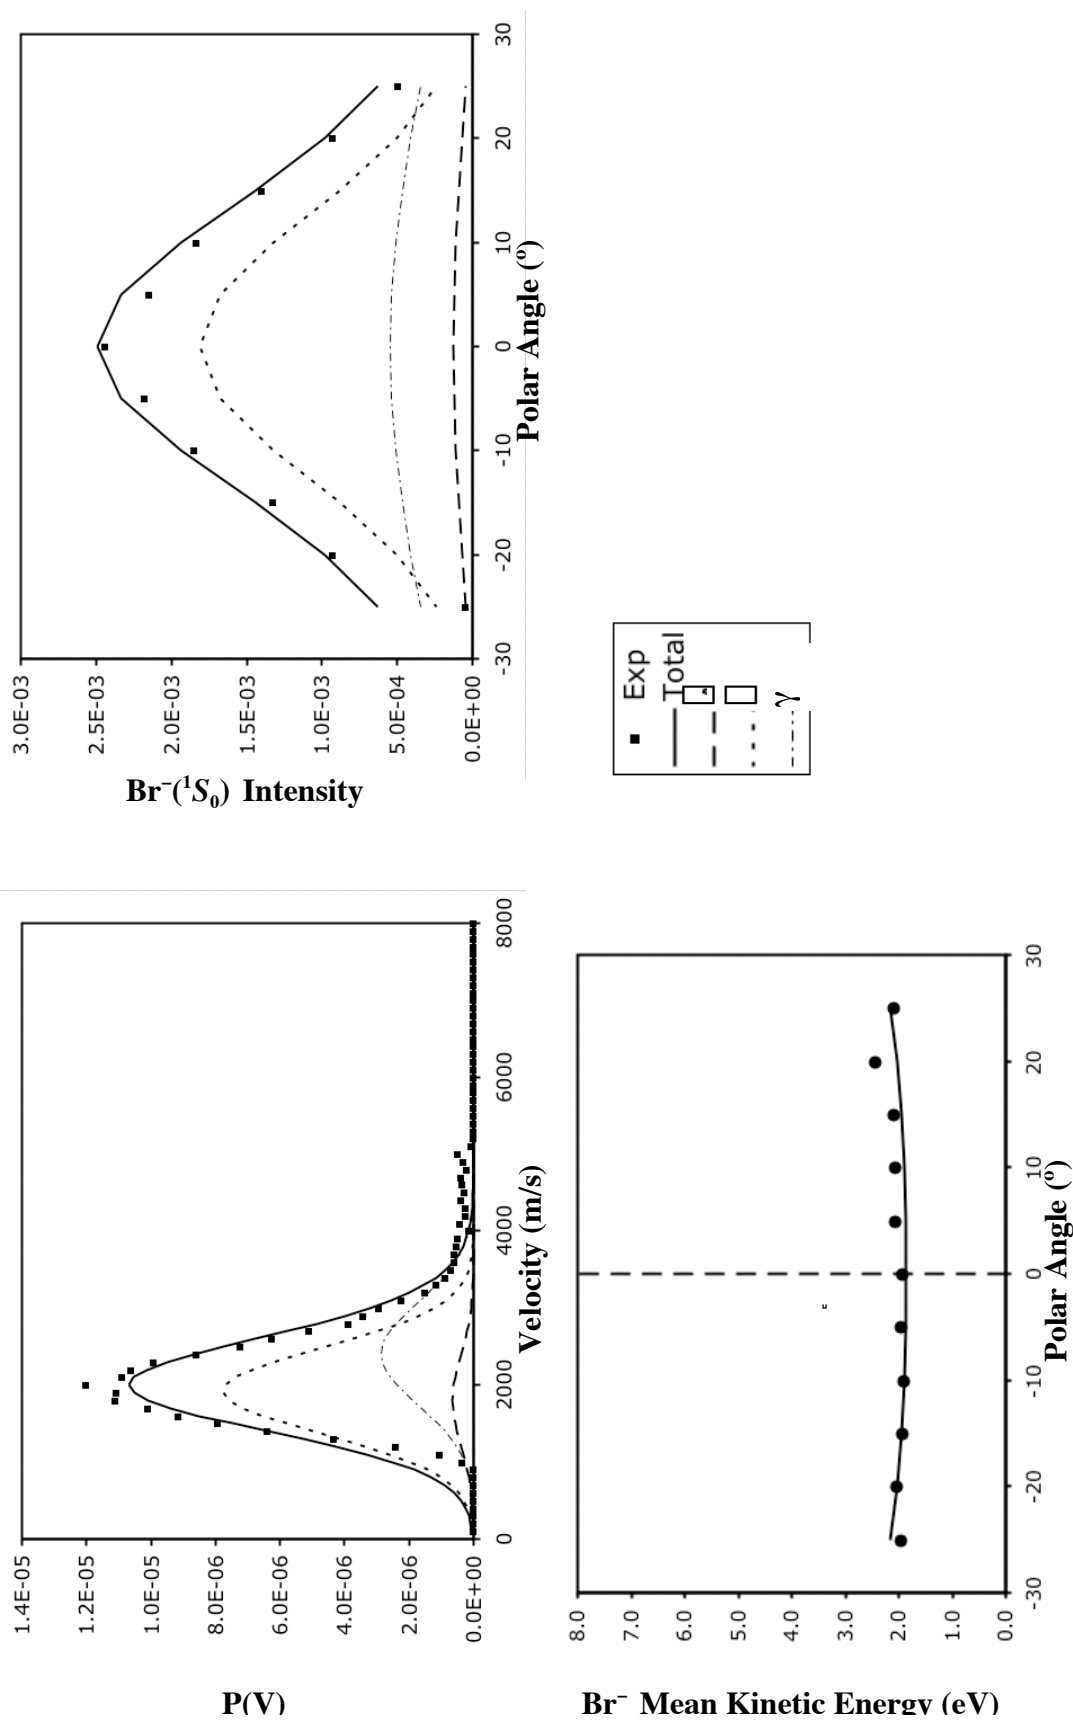 3.0E-03
2.5E-03
2.0E-03
1.5E-03
1.0E-03
5.0E-04
0.0E+00
-30
-20
-10
0
10
20
30
Br⁻(¹S₀) Intensity
Polar Angle (º)
Exp
Total
γ
1.4E-05
1.2E-05
1.0E-05
8.0E-06
6.0E-06
4.0E-06
2.0E-06
0.0E+00
0
2000
4000
6000
8000
P(V)
Velocity (m/s)
8.0
7.0
6.0
5.0
4.0
3.0
2.0
1.0
0.0
-30
-20
-10
0
10
20
30
Br⁻ Mean Kinetic Energy (eV)
Polar Angle (º)